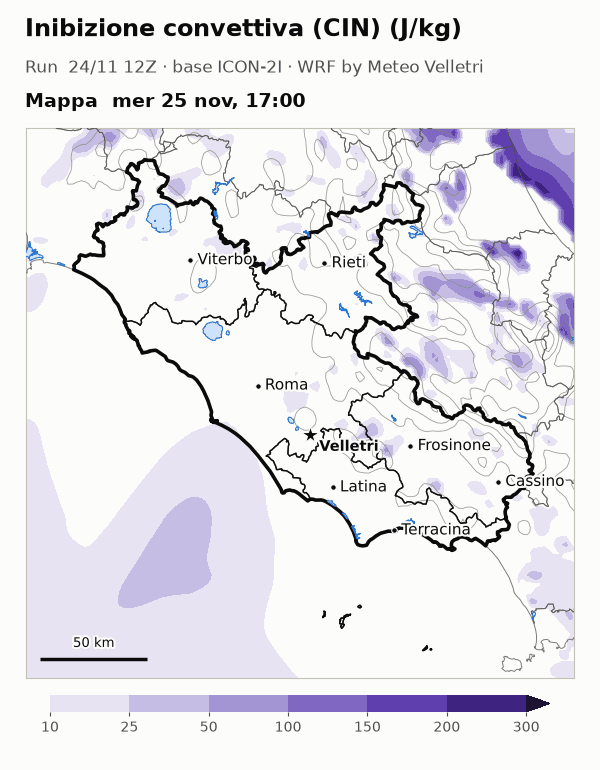 Inibizione convettiva (CIN) (J/kg)
Run  24/11 12Z · base ICON-2I · WRF by Meteo Velletri
Mappa  mer 25 nov, 17:00
Viterbo
Rieti
Roma
Velletri
Frosinone
Latina
Cassino
Terracina
50 km
10 25 50 100 150 200 300